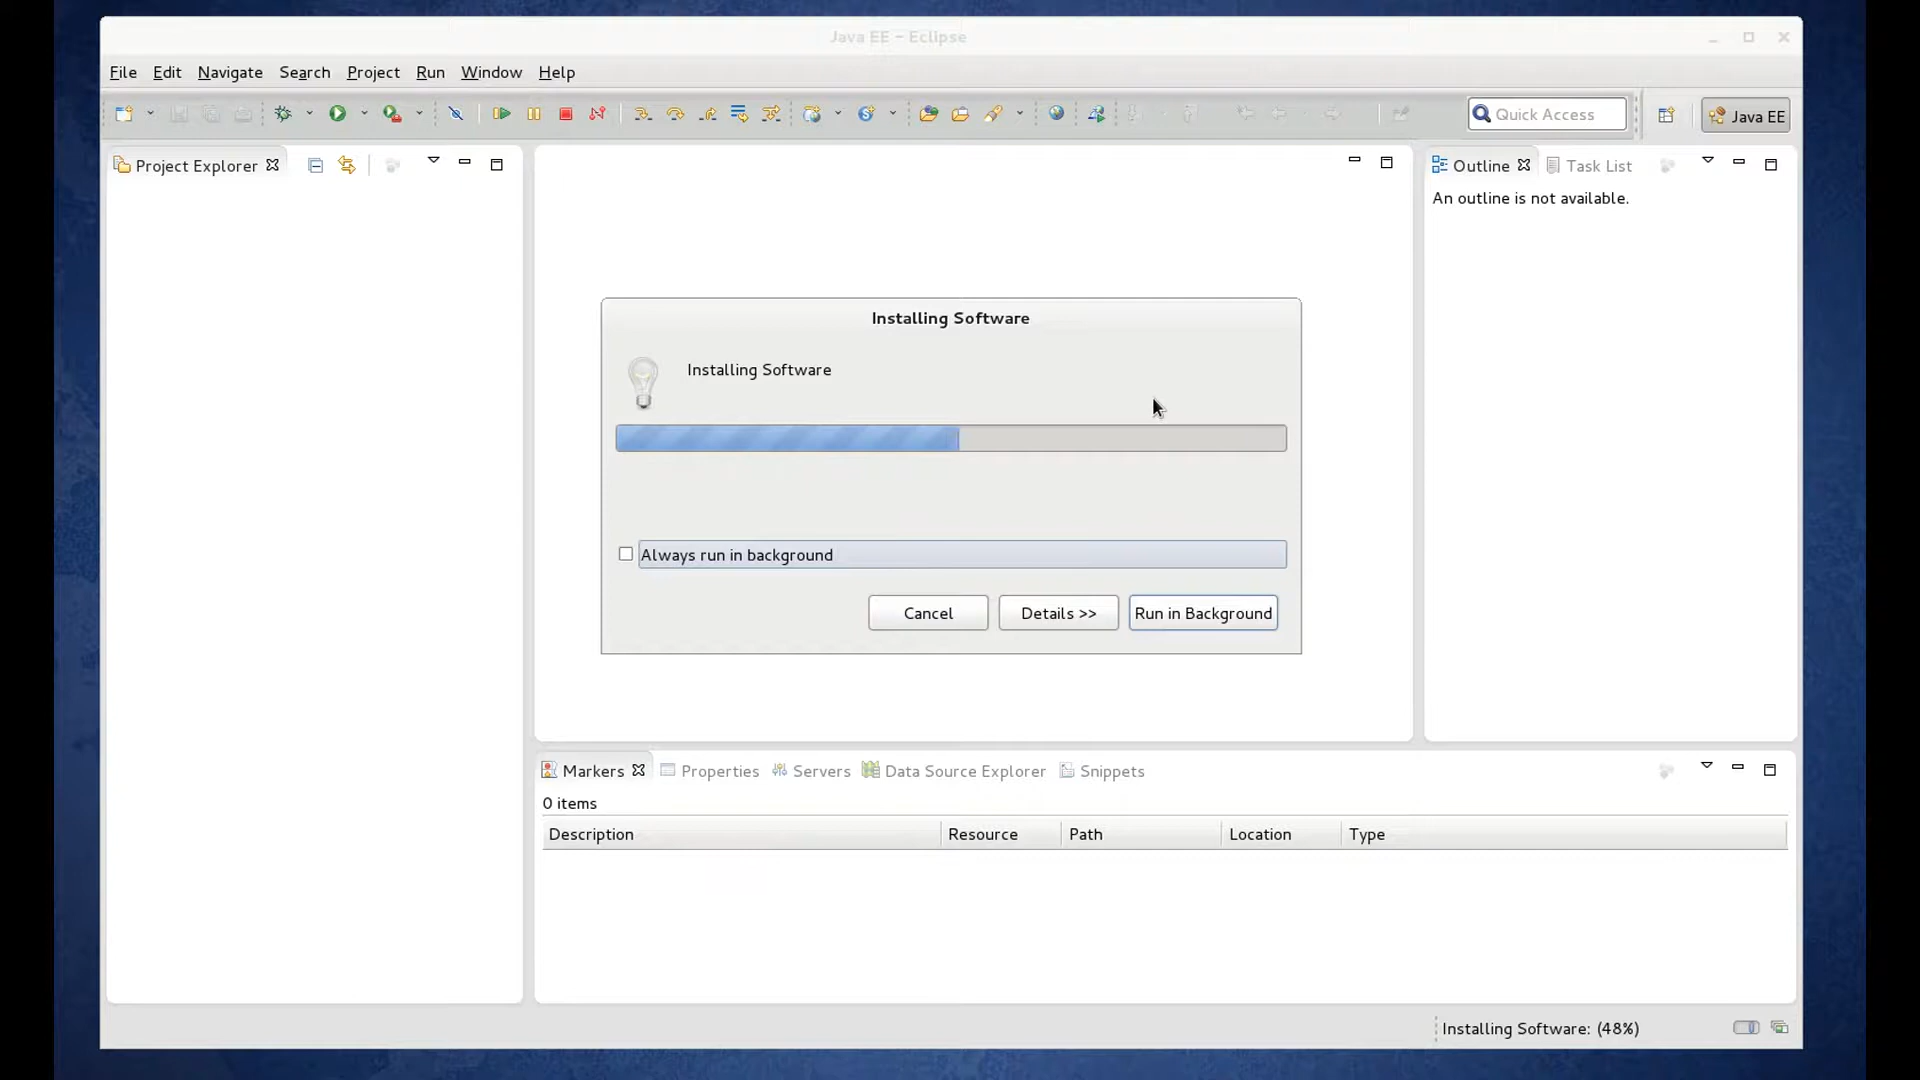 Java EE - Eclipse
File Edit Navigate Search Project Run Window Help
Quick Access
Java EE
Project Explorer
Outline
Task List
An outline is not available.
Installing Software
Installing Software
Always run in background
Cancel
Details >>
Run in Background
Markers
Properties
Servers
Data Source Explorer
Snippets
0 items
Description Resource Path Location Type
Installing Software: (48%)